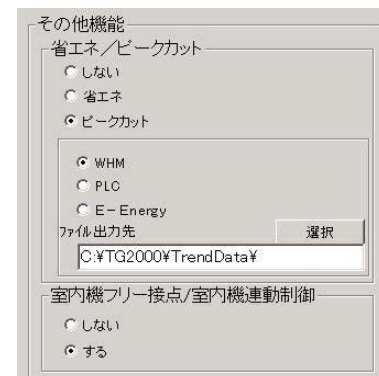 その他機能
省エネ／ピークカット
しない
省エネ
ピークカット
WHM
PLC
E－Energy
ファイル出力先 選択
C:¥TG2000¥TrendData¥
室内機フリー接点/室内機連動制御
しない
する